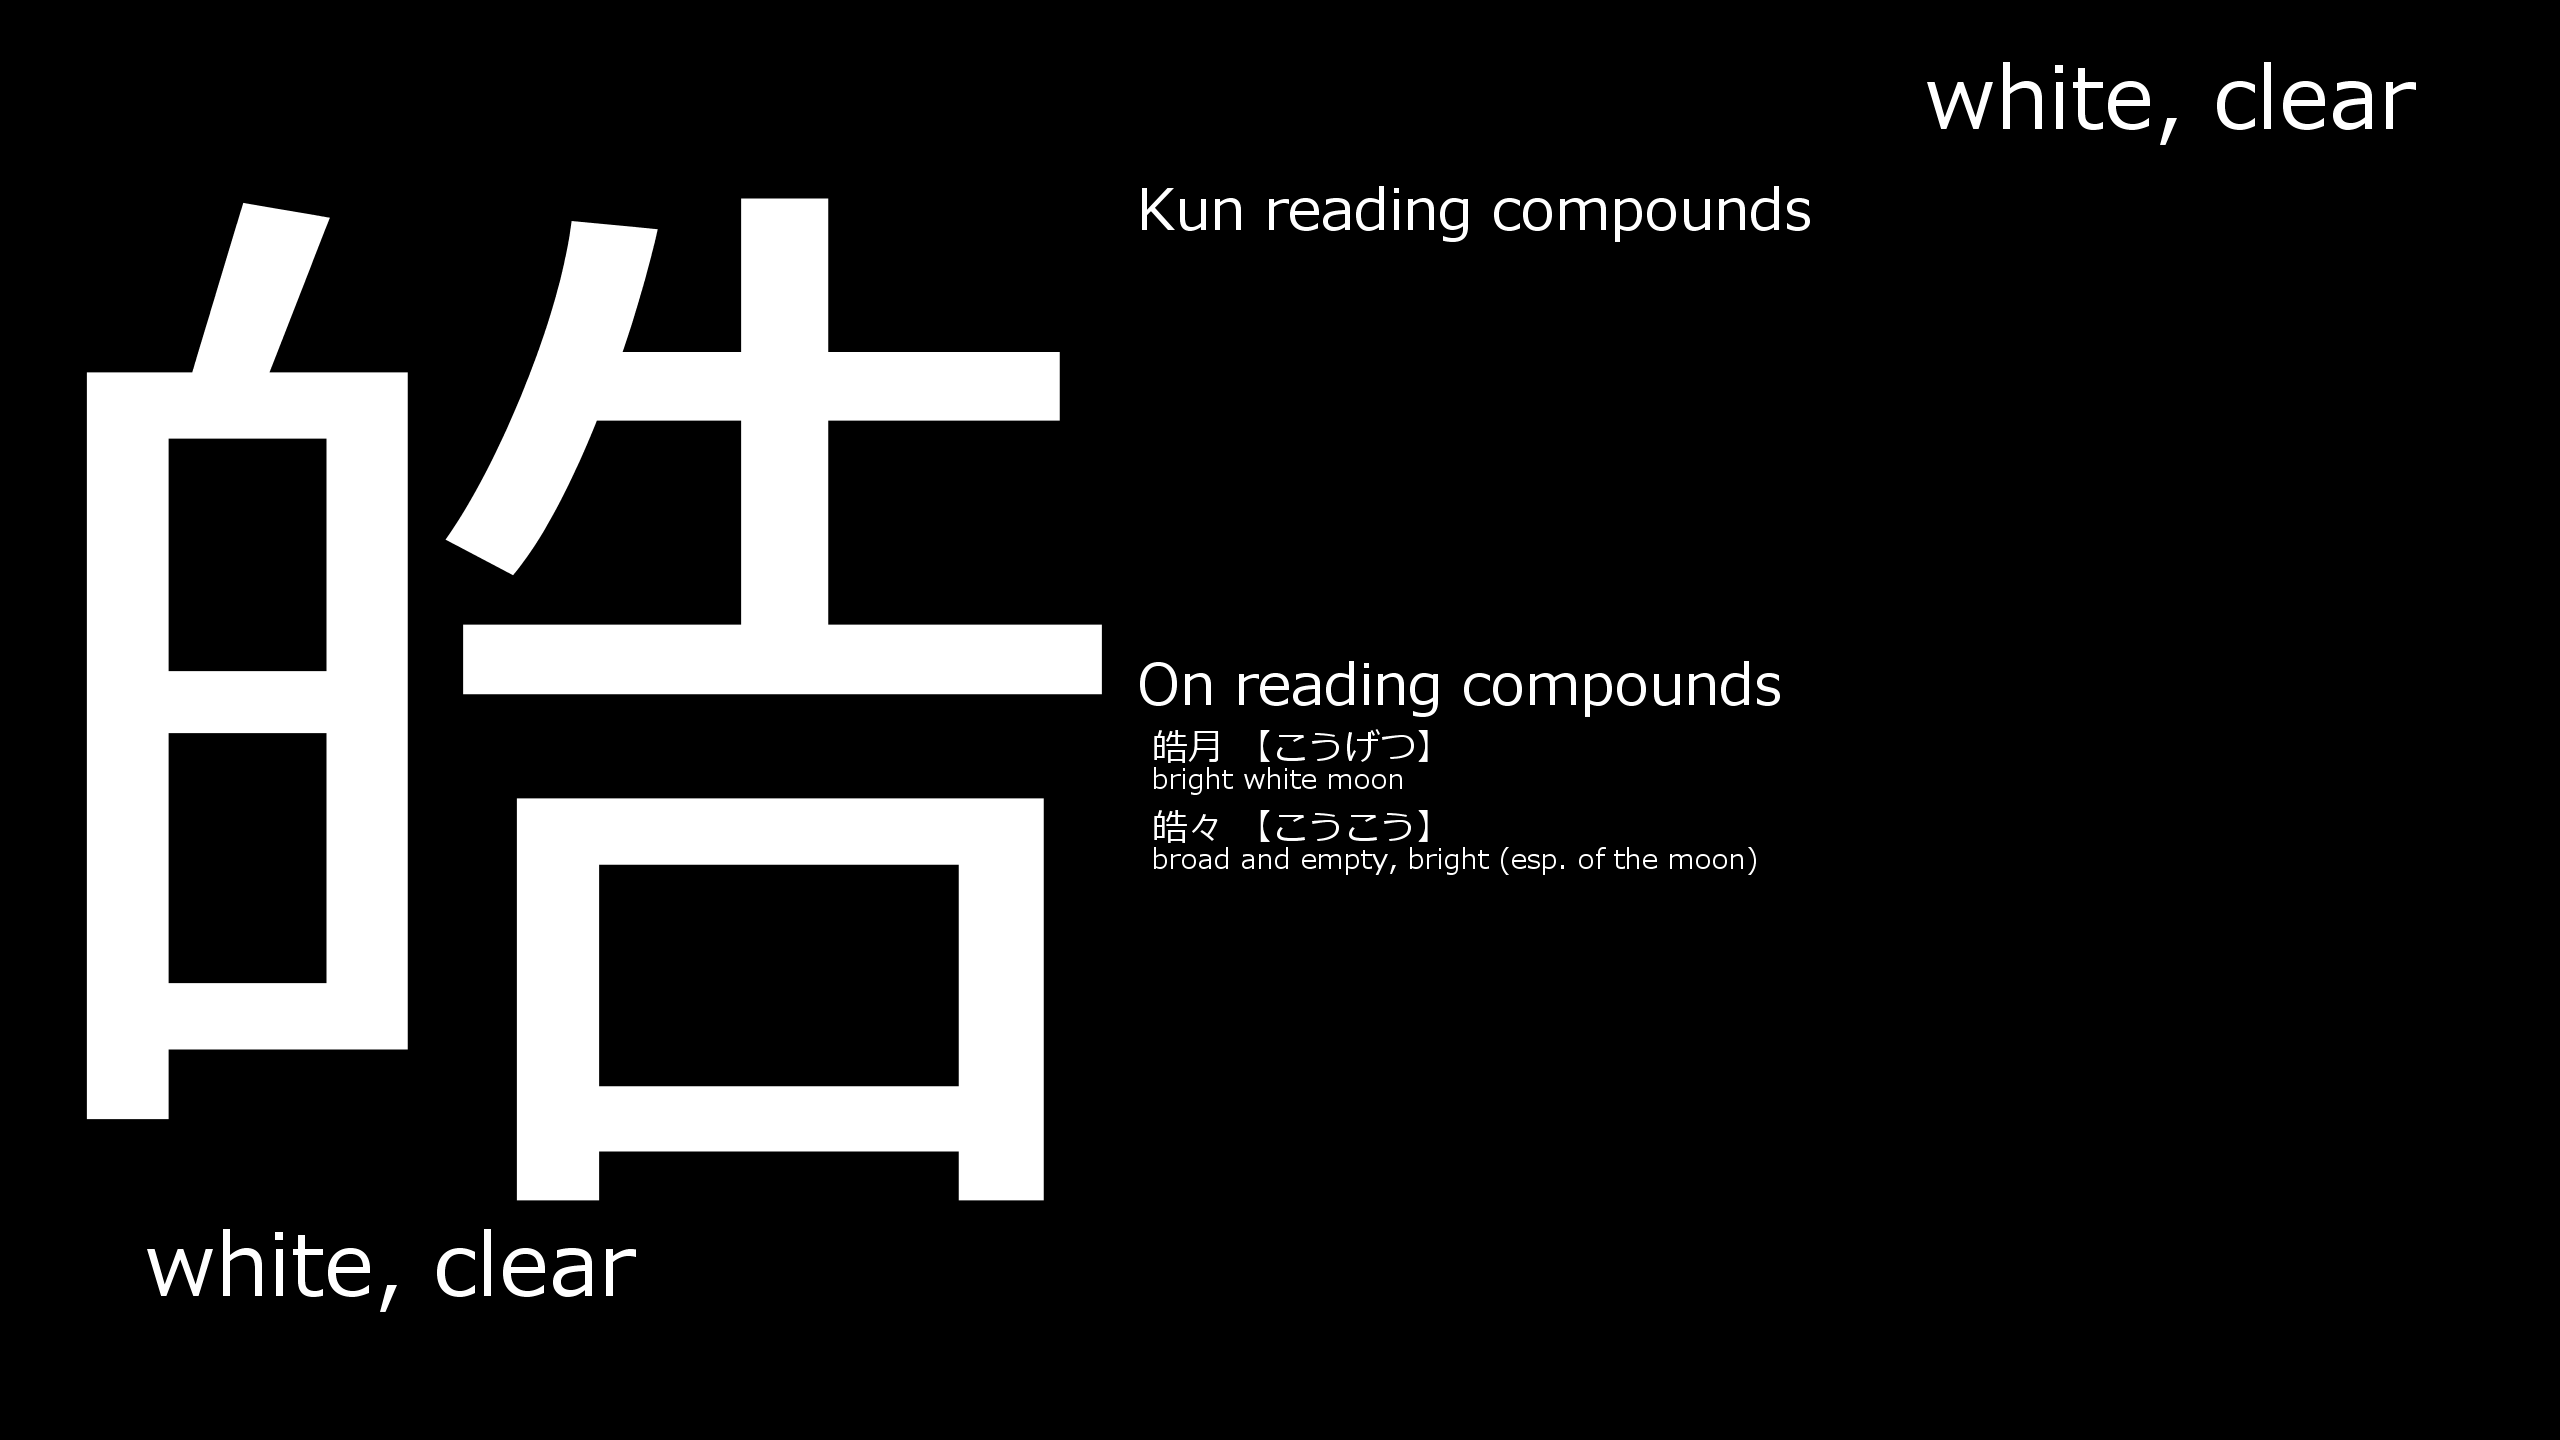 white, clear
皓
Kun reading compounds
On reading compounds
皓月 【こうげつ】
bright white moon
皓々 【こうこう】
broad and empty, bright (esp. of the moon)
white, clear